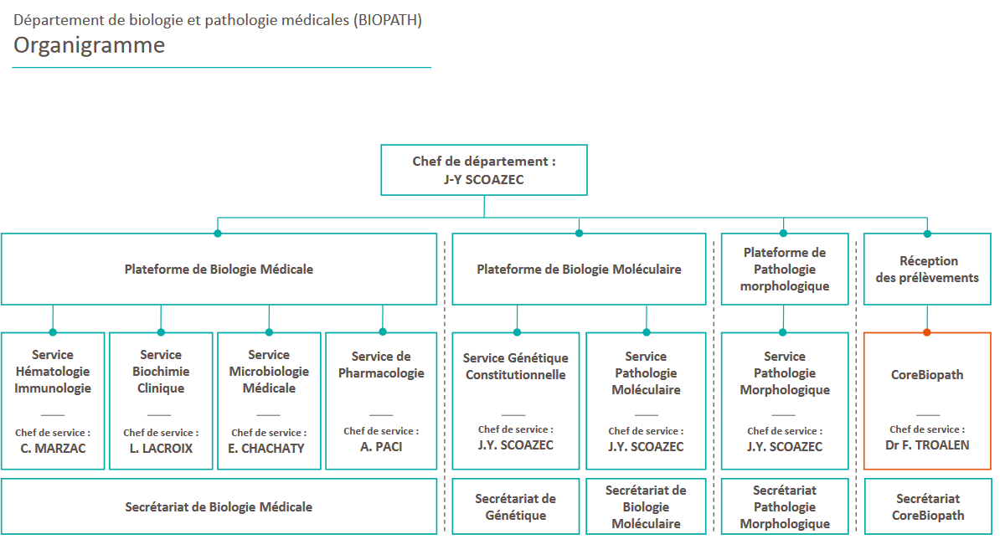 Département de biologie et pathologie médicales (BIOPATH)
Organigramme
Chef de département :
J-Y SCOAZEC
Plateforme de Biologie Médicale
Plateforme de Biologie Moléculaire
Plateforme de
Pathologie
morphologique
Réception
des prélèvements
Service
Hématologie
Immunologie
Chef de service :
C. MARZAC
Service
Biochimie
Clinique
Chef de service :
L. LACROIX
Service
Microbiologie
Médicale
Chef de service :
E. CHACHATY
Service de
Pharmacologie
Chef de service :
A. PACI
Service Génétique
Constitutionnelle
Chef de service :
J.Y. SCOAZEC
Service
Pathologie
Moléculaire
Chef de service :
J.Y. SCOAZEC
Service
Pathologie
Morphologique
Chef de service :
J.Y. SCOAZEC
CoreBiopath
Chef de service :
Dr F. TROALEN
Secrétariat de Biologie Médicale
Secrétariat de
Génétique
Secrétariat de
Biologie
Moléculaire
Secrétariat
Pathologie
Morphologique
Secrétariat
CoreBiopath